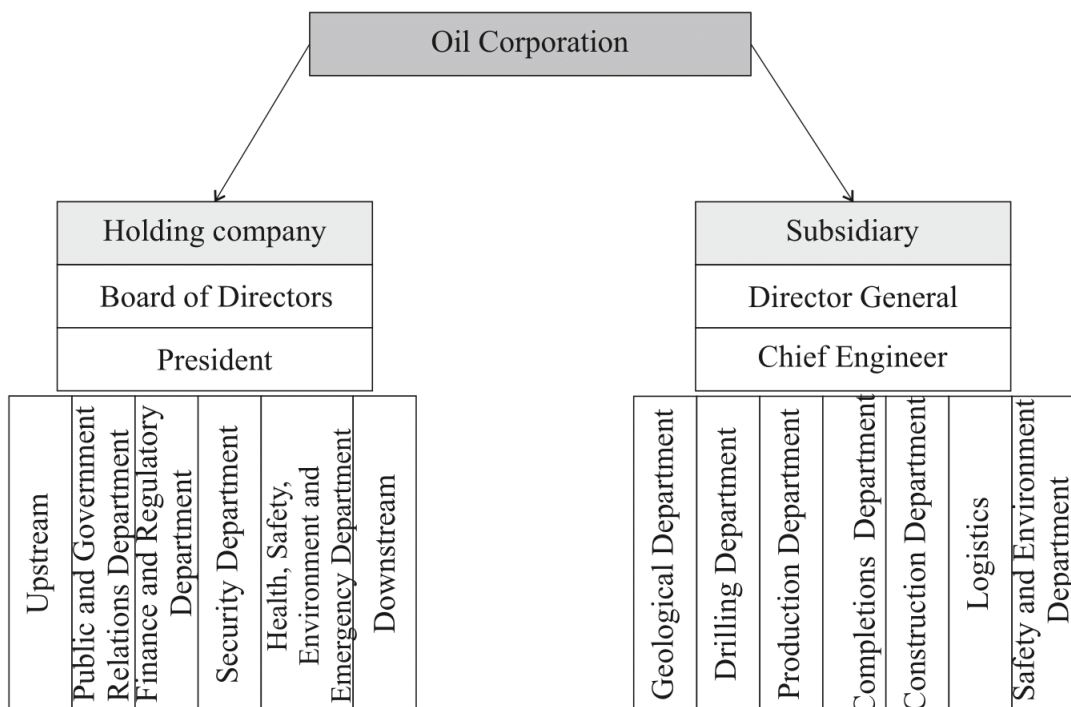 Oil Corporation
Holding company
Board of Directors
President
Upstream
Public and Government
Relations Department
Finance and Regulatory
Department
Security Department
Health, Safety,
Environment and
Emergency Department
Downstream
Subsidiary
Director General
Chief Engineer
Geological Department
Drilling Department
Production Department
Completions Department
Construction Department
Logistics
Safety and Environment
Department